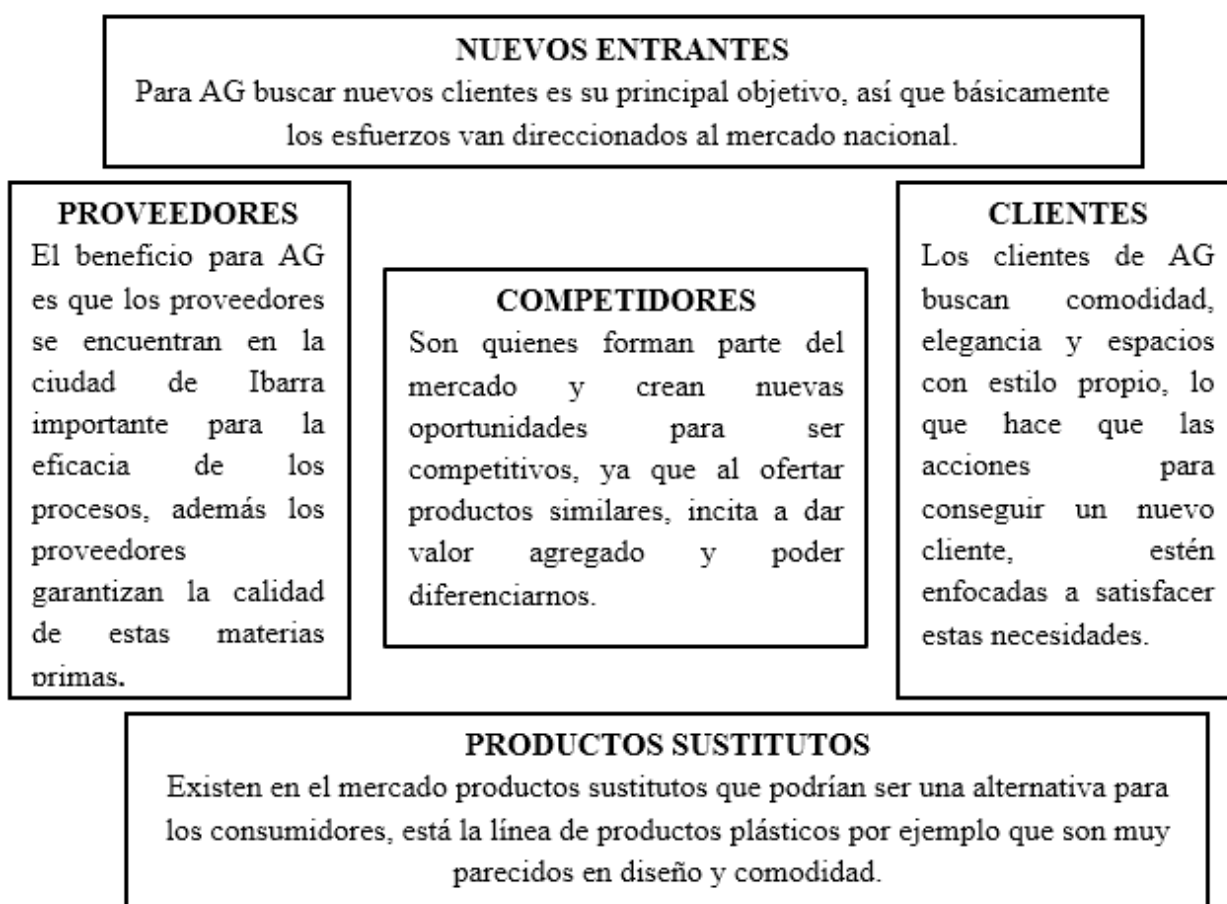 NUEVOS ENTRANTES
Para AG buscar nuevos clientes es su principal objetivo, así que básicamente
los esfuerzos van direccionados al mercado nacional.
PROVEEDORES
El beneficio para AG
es que los proveedores
se encuentran en la
ciudad de Ibarra
importante para la
eficacia de los
procesos, además los
proveedores
garantizan la calidad
de estas materias
primas.
COMPETIDORES
Son quienes forman parte del
mercado y crean nuevas
oportunidades para ser
competitivos, ya que al ofertar
productos similares, incita a dar
valor agregado y poder
diferenciarnos.
CLIENTES
Los clientes de AG
buscan comodidad,
elegancia y espacios
con estilo propio, lo
que hace que las
acciones para
conseguir un nuevo
cliente, estén
enfocadas a satisfacer
estas necesidades.
PRODUCTOS SUSTITUTOS
Existen en el mercado productos sustitutos que podrían ser una alternativa para
los consumidores, está la línea de productos plásticos por ejemplo que son muy
parecidos en diseño y comodidad.